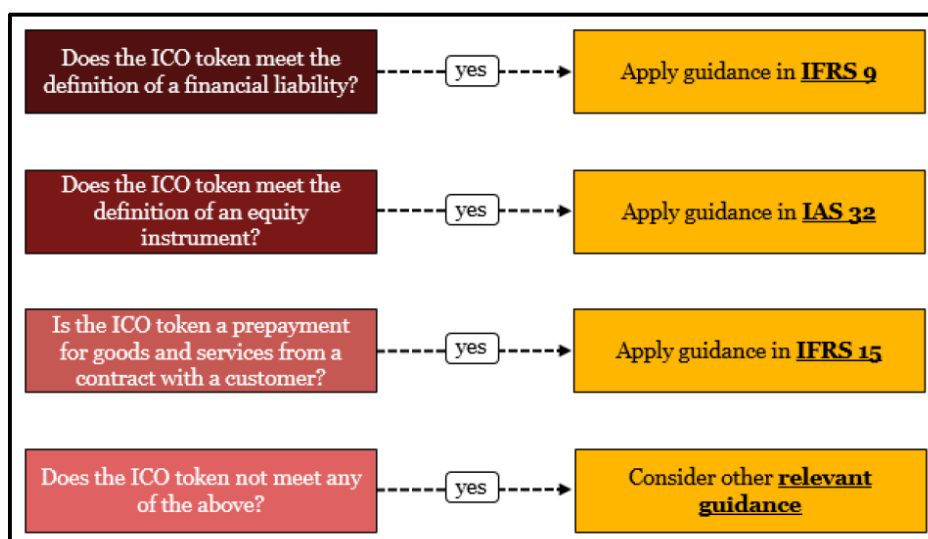 Does the ICO token meet the
definition of a financial liability?
yes
Apply guidance in IFRS 9
Does the ICO token meet the
definition of an equity
instrument?
yes
Apply guidance in IAS 32
Is the ICO token a prepayment
for goods and services from a
contract with a customer?
yes
Apply guidance in IFRS 15
Does the ICO token not meet any
of the above?
yes
Consider other relevant
guidance